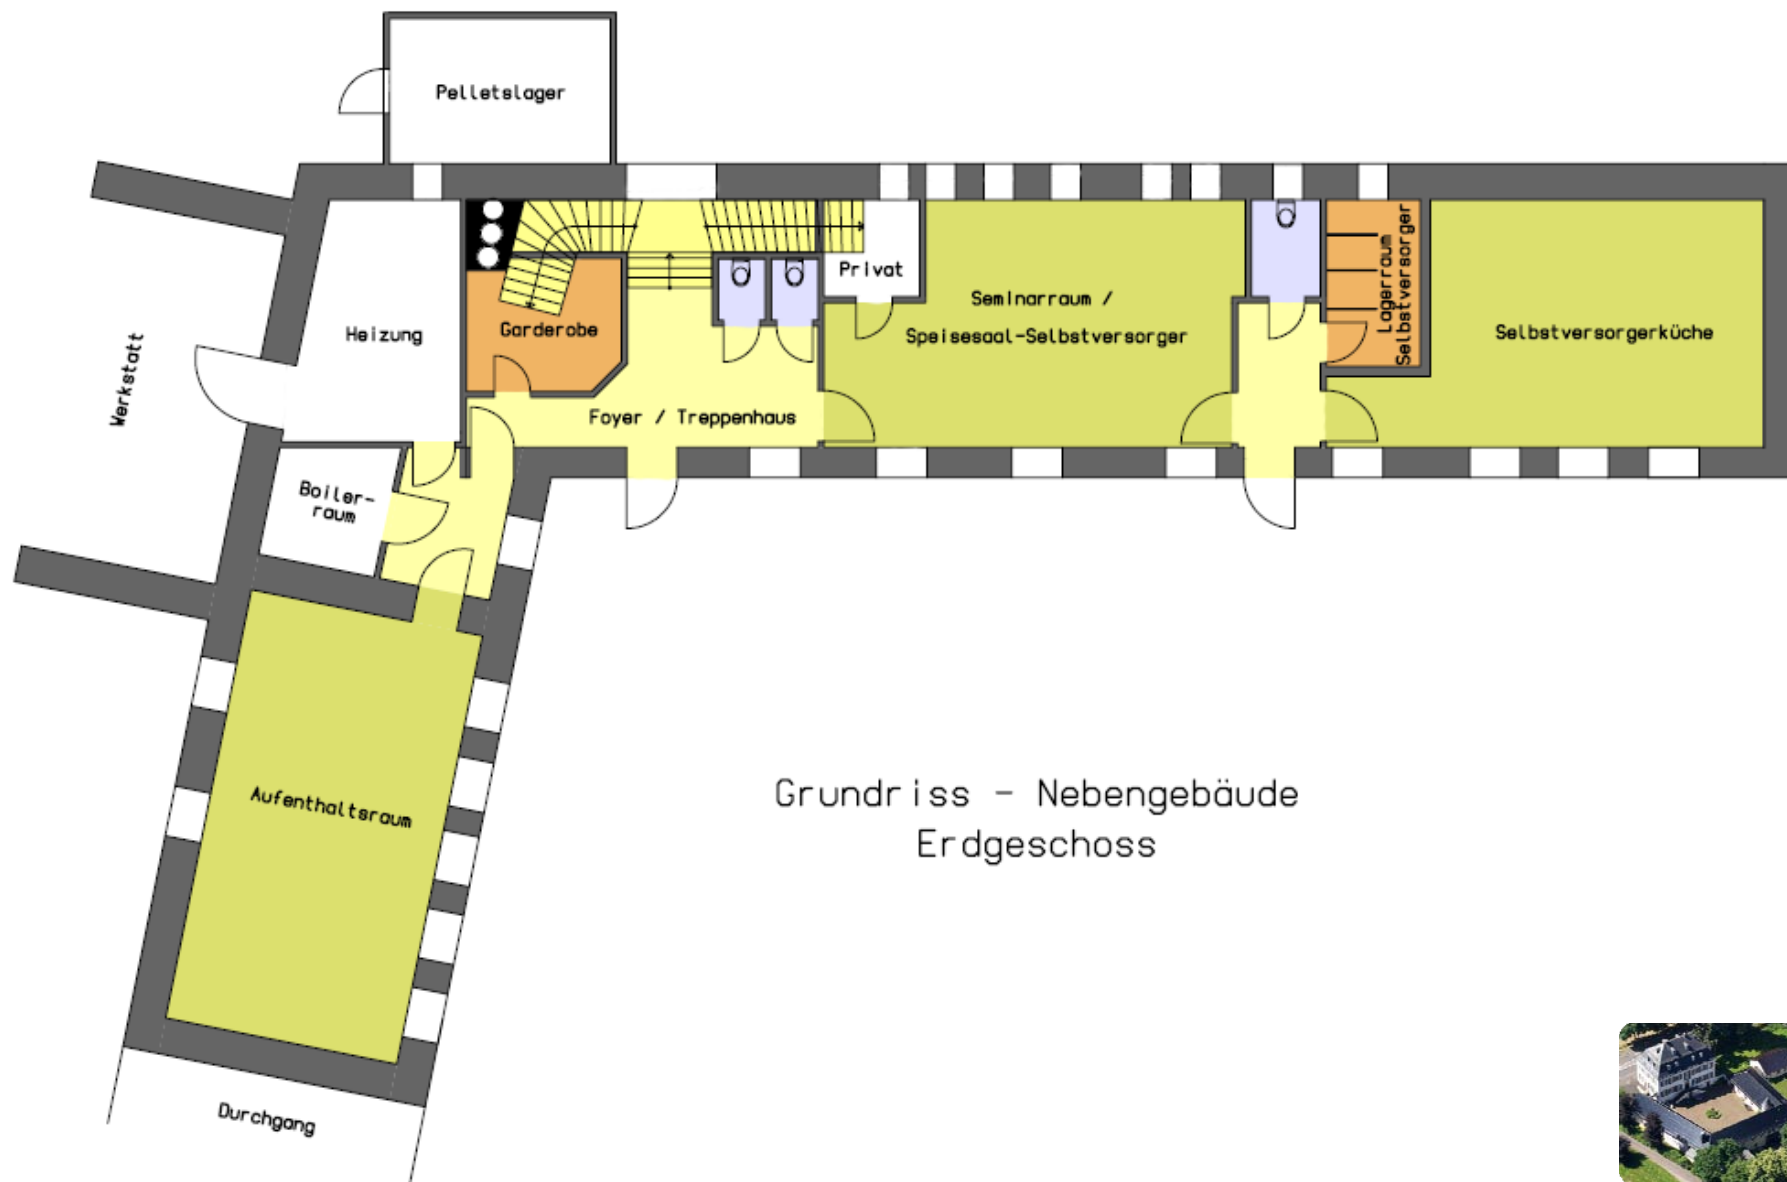 Pelletslager
Privat
Seminarraum /
Speisesaal-Selbstversorger
Lagerraum
Selbstversorger
Selbstversorgerküche
Heizung
Garderobe
Werkstatt
Foyer / Treppenhaus
Boiler-
raum
Aufenthaltsraum
Grundriss - Nebengebäude
Erdgeschoss
Durchgang